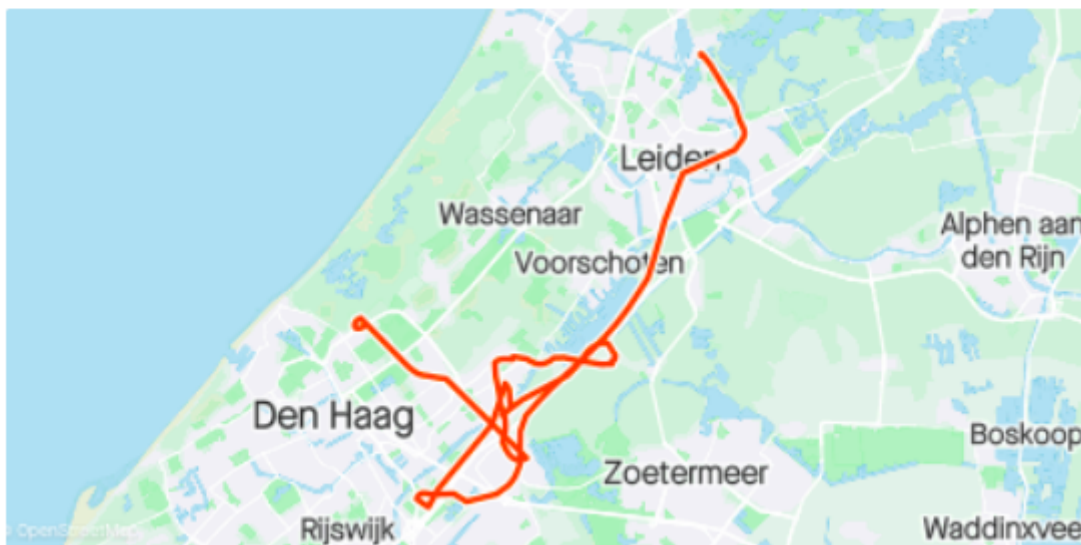 Leiden
Wassenaar
Alphen aan
den Rijn
Voorschoten
Den Haag
Boskoop
Zoetermeer
Rijswijk
OpenStreetMap
Waddinxvee